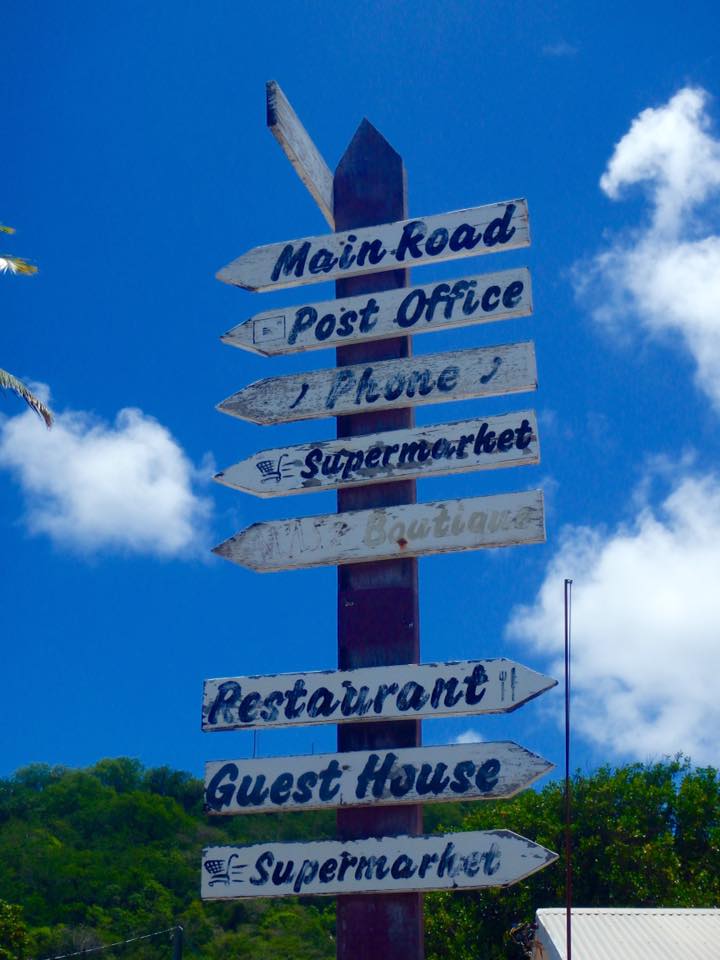 Main Road
Post Office
Phone
Supermarket
Boutique
Restaurant
Guest House
Supermarket